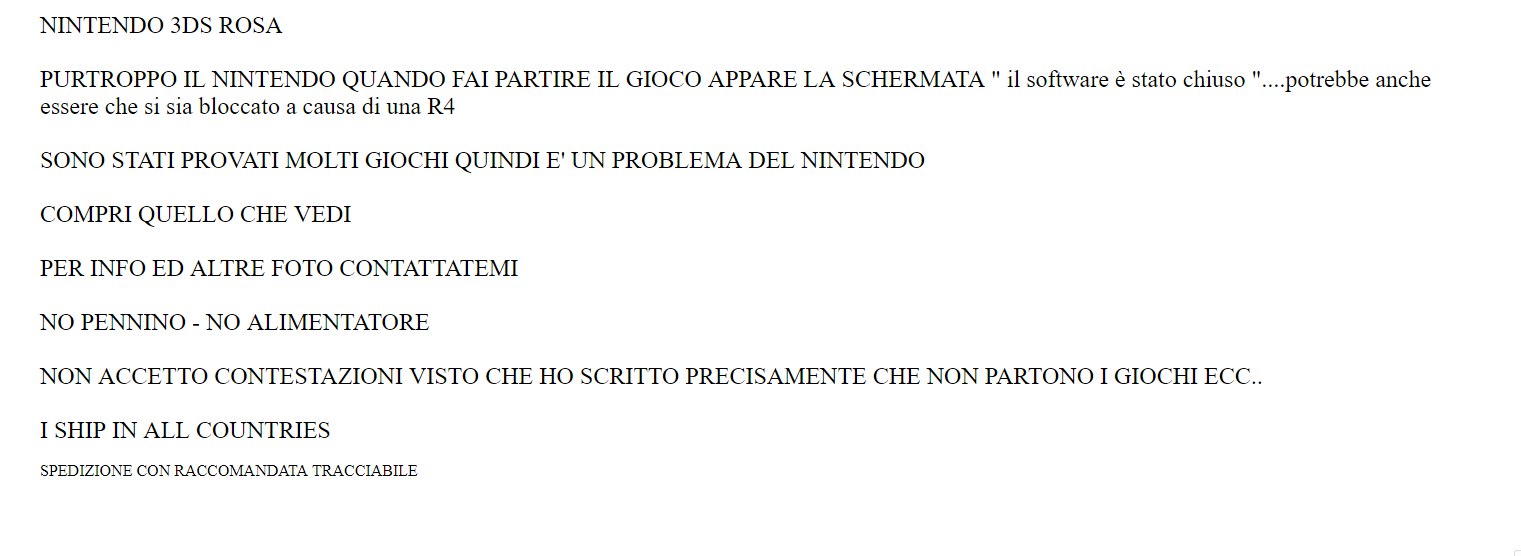 NINTENDO 3DS ROSA
PURTROPPO IL NINTENDO QUANDO FAI PARTIRE IL GIOCO APPARE LA SCHERMATA " il software è stato chiuso "....potrebbe anche
essere che si sia bloccato a causa di una R4
SONO STATI PROVATI MOLTI GIOCHI QUINDI E' UN PROBLEMA DEL NINTENDO
COMPRI QUELLO CHE VEDI
PER INFO ED ALTRE FOTO CONTATTATEMI
NO PENNINO - NO ALIMENTATORE
NON ACCETTO CONTESTAZIONI VISTO CHE HO SCRITTO PRECISAMENTE CHE NON PARTONO I GIOCHI ECC..
I SHIP IN ALL COUNTRIES
SPEDIZIONE CON RACCOMANDATA TRACCIABILE